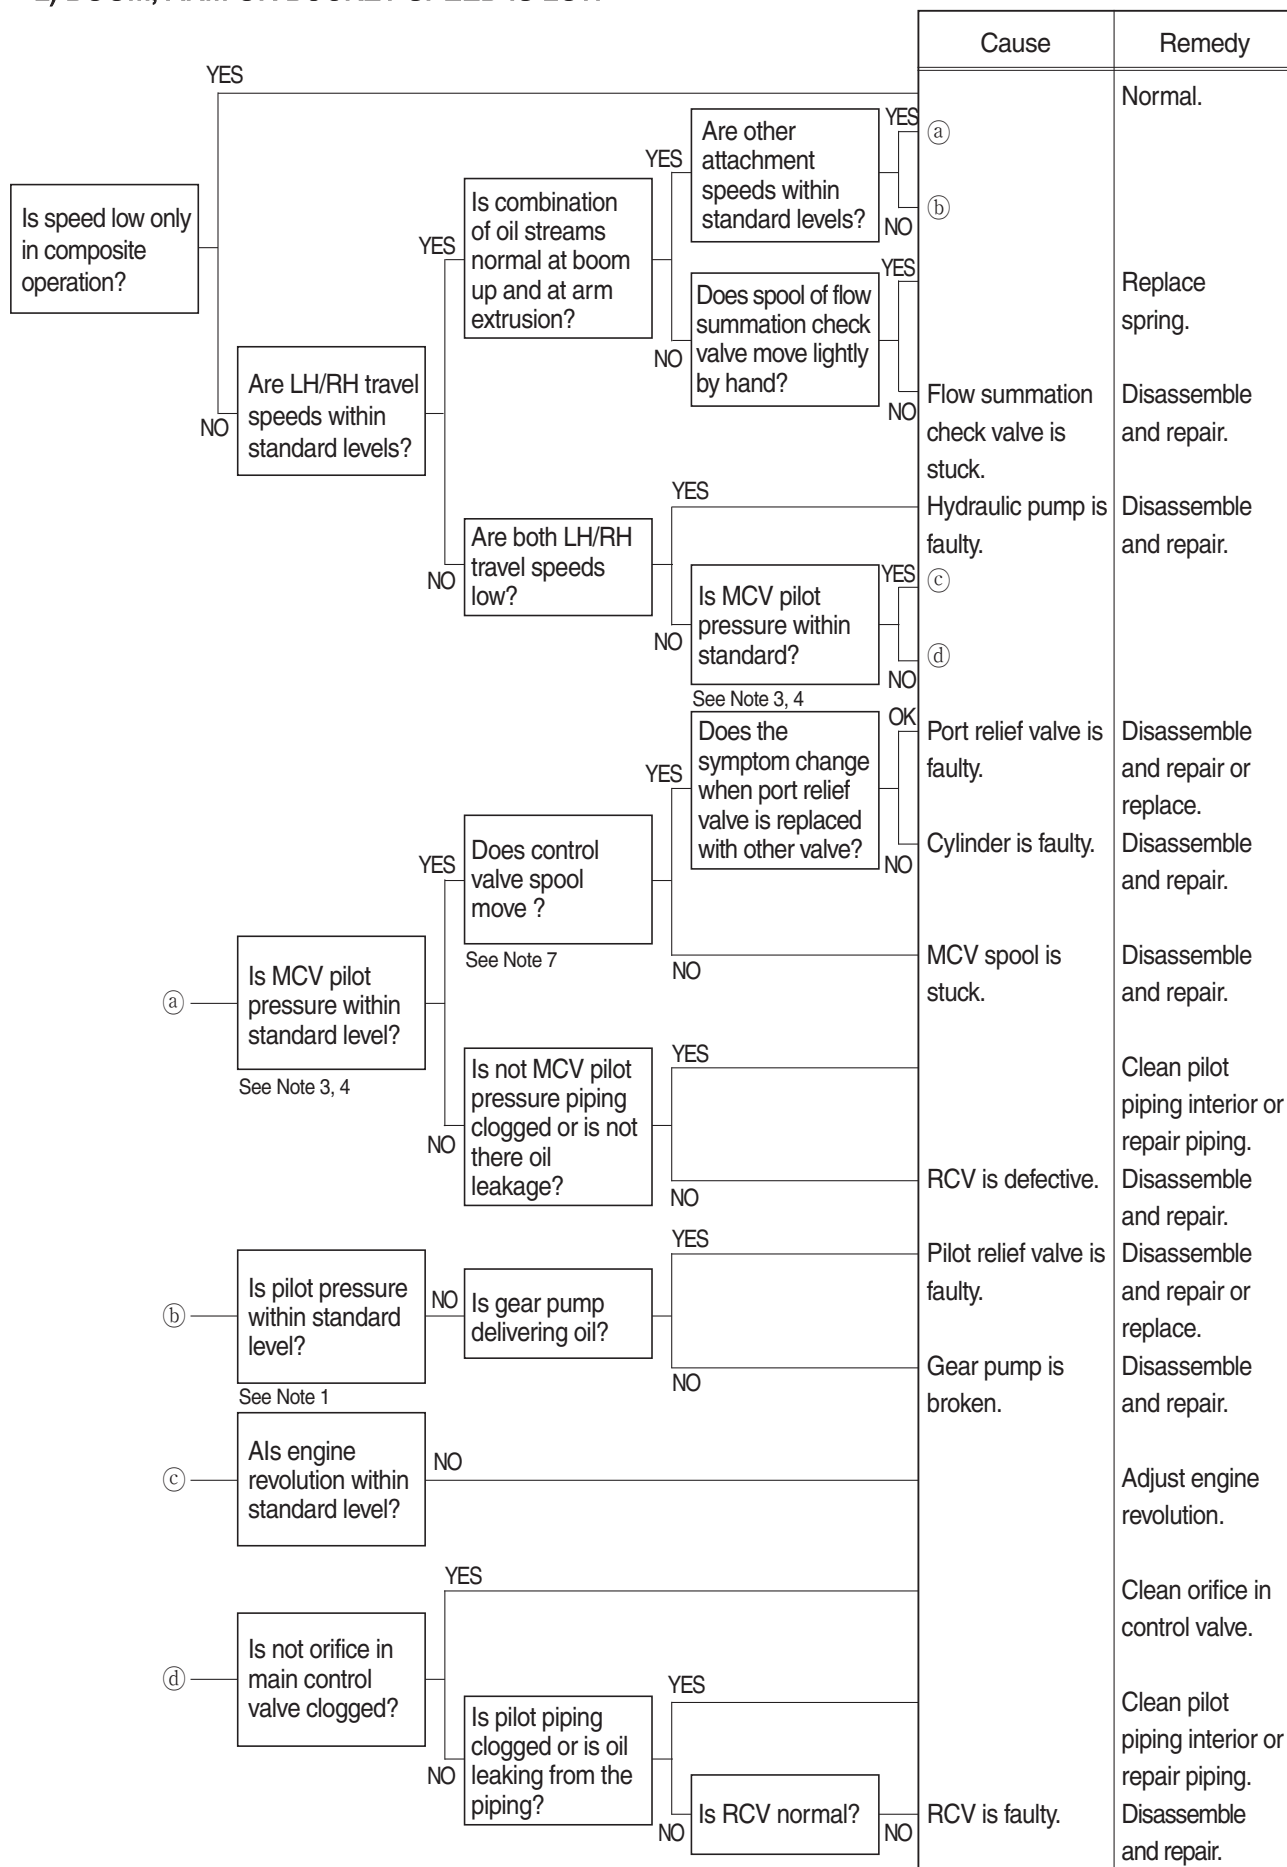 Cause
Remedy
YES
Normal.
Is speed low only
in composite
operation?
NO
Are LH/RH travel
speeds within
standard levels?
YES
Is combination
of oil streams
normal at boom
up and at arm
extrusion?
YES
Are other
attachment
speeds within
standard levels?
YES
ⓐ
NO
ⓑ
NO
Does spool of flow
summation check
valve move lightly
by hand?
YES
Replace
spring.
NO
Flow summation
check valve is
stuck.
Disassemble
and repair.
NO
Are both LH/RH
travel speeds
low?
YES
Hydraulic pump is
faulty.
Disassemble
and repair.
NO
Is MCV pilot
pressure within
standard?
See Note 3, 4
YES
ⓒ
NO
ⓓ
ⓐ
Is MCV pilot
pressure within
standard level?
See Note 3, 4
YES
Does control
valve spool
move ?
See Note 7
YES
Does the
symptom change
when port relief
valve is replaced
with other valve?
OK
Port relief valve is
faulty.
Disassemble
and repair or
replace.
NO
Cylinder is faulty.
Disassemble
and repair.
NO
MCV spool is
stuck.
Disassemble
and repair.
NO
Is not MCV pilot
pressure piping
clogged or is not
there oil
leakage?
YES
Clean pilot
piping interior or
repair piping.
NO
RCV is defective.
Disassemble
and repair.
ⓑ
Is pilot pressure
within standard
level?
See Note 1
NO
Is gear pump
delivering oil?
YES
Pilot relief valve is
faulty.
Disassemble
and repair or
replace.
NO
Gear pump is
broken.
Disassemble
and repair.
ⓒ
AIs engine
revolution within
standard level?
NO
Adjust engine
revolution.
ⓓ
Is not orifice in
main control
valve clogged?
YES
Clean orifice in
control valve.
NO
Is pilot piping
clogged or is oil
leaking from the
piping?
YES
Clean pilot
piping interior or
repair piping.
NO
Is RCV normal?
NO
RCV is faulty.
Disassemble
and repair.